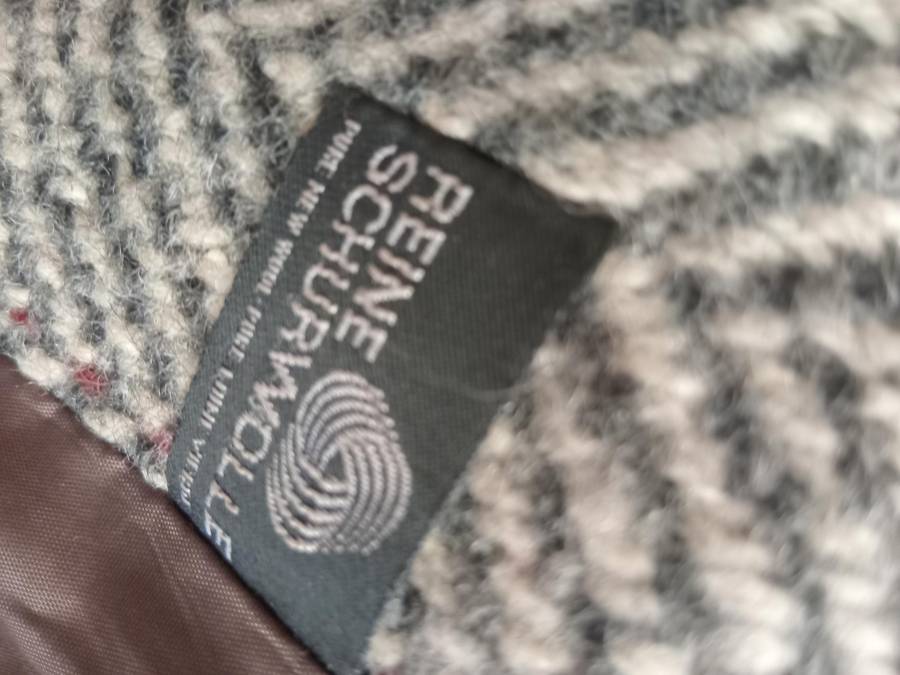 REINE
SCHURWOLLE
PURE NEW WOOL · PURE LAINE VIERGE